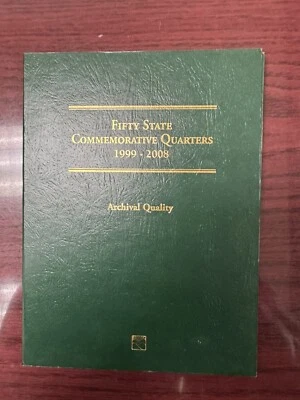 FIFTY STATE
COMMEMORATIVE QUARTERS
1999 - 2008
Archival Quality